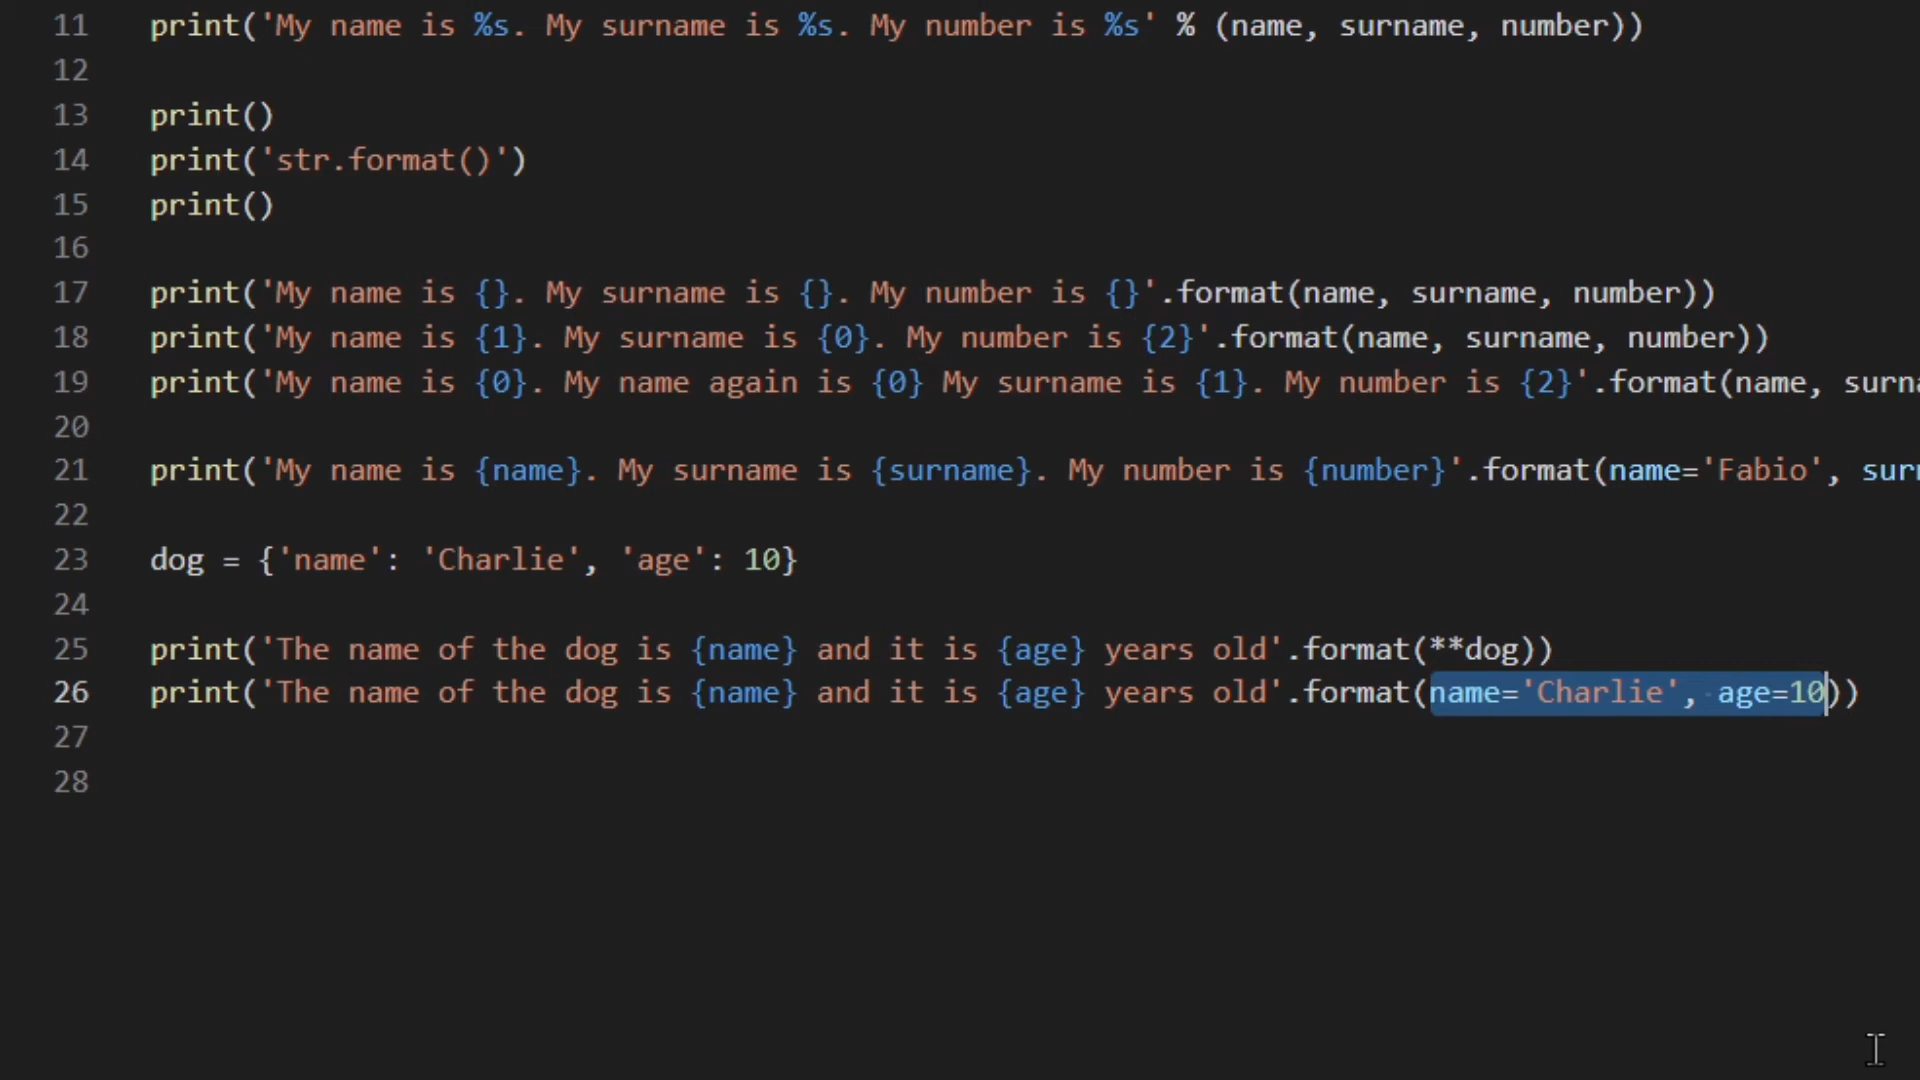 11 print('My name is %s. My surname is %s. My number is %s' % (name, surname, number))
12
13 print()
14 print('str.format()')
15 print()
16
17 print('My name is {}. My surname is {}. My number is {}'.format(name, surname, number))
18 print('My name is {1}. My surname is {0}. My number is {2}'.format(name, surname, number))
19 print('My name is {0}. My name again is {0} My surname is {1}. My number is {2}'.format(name, surna
20
21 print('My name is {name}. My surname is {surname}. My number is {number}'.format(name='Fabio', surn
22
23 dog = {'name': 'Charlie', 'age': 10}
24
25 print('The name of the dog is {name} and it is {age} years old'.format(**dog))
26 print('The name of the dog is {name} and it is {age} years old'.format(name='Charlie', age=10))
27
28